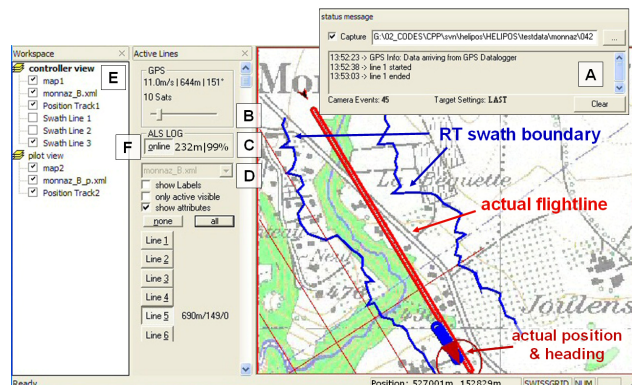 status message
Capture G:\02_CODES\CPP\svn\helipos\HELIPOS\testdata\monnaz\042 ...
13:52:23 -> GPS Info: Data arriving from GPS Datalogger
13:52:38 -> line 1 started
13:53:03 -> line 1 ended
A
Camera Events: 45 Target Settings: LAST
Clear
Workspace
controller view
E
map1
monnaz_B.xml
Position Track1
Swath Line 1
Swath Line 2
F
Swath Line 3
pilot view
map2
monnaz_B_p.xml
Position Track2
Active Lines
GPS
11.0m/s | 644m | 151°
10 Sats
B
ALS LOG
online 232m|99%
C
monnaz_B.xml
D
show Labels
only active visible
show attributes
none all
Line 1
Line 2
Line 3
Line 4
Line 5 690m/149/0
Line 6
Mon
RT swath boundary
actual flightline
Joulens
actual position
& heading
Ready
Position: 527001m, 152829m SWISSGRID NUM